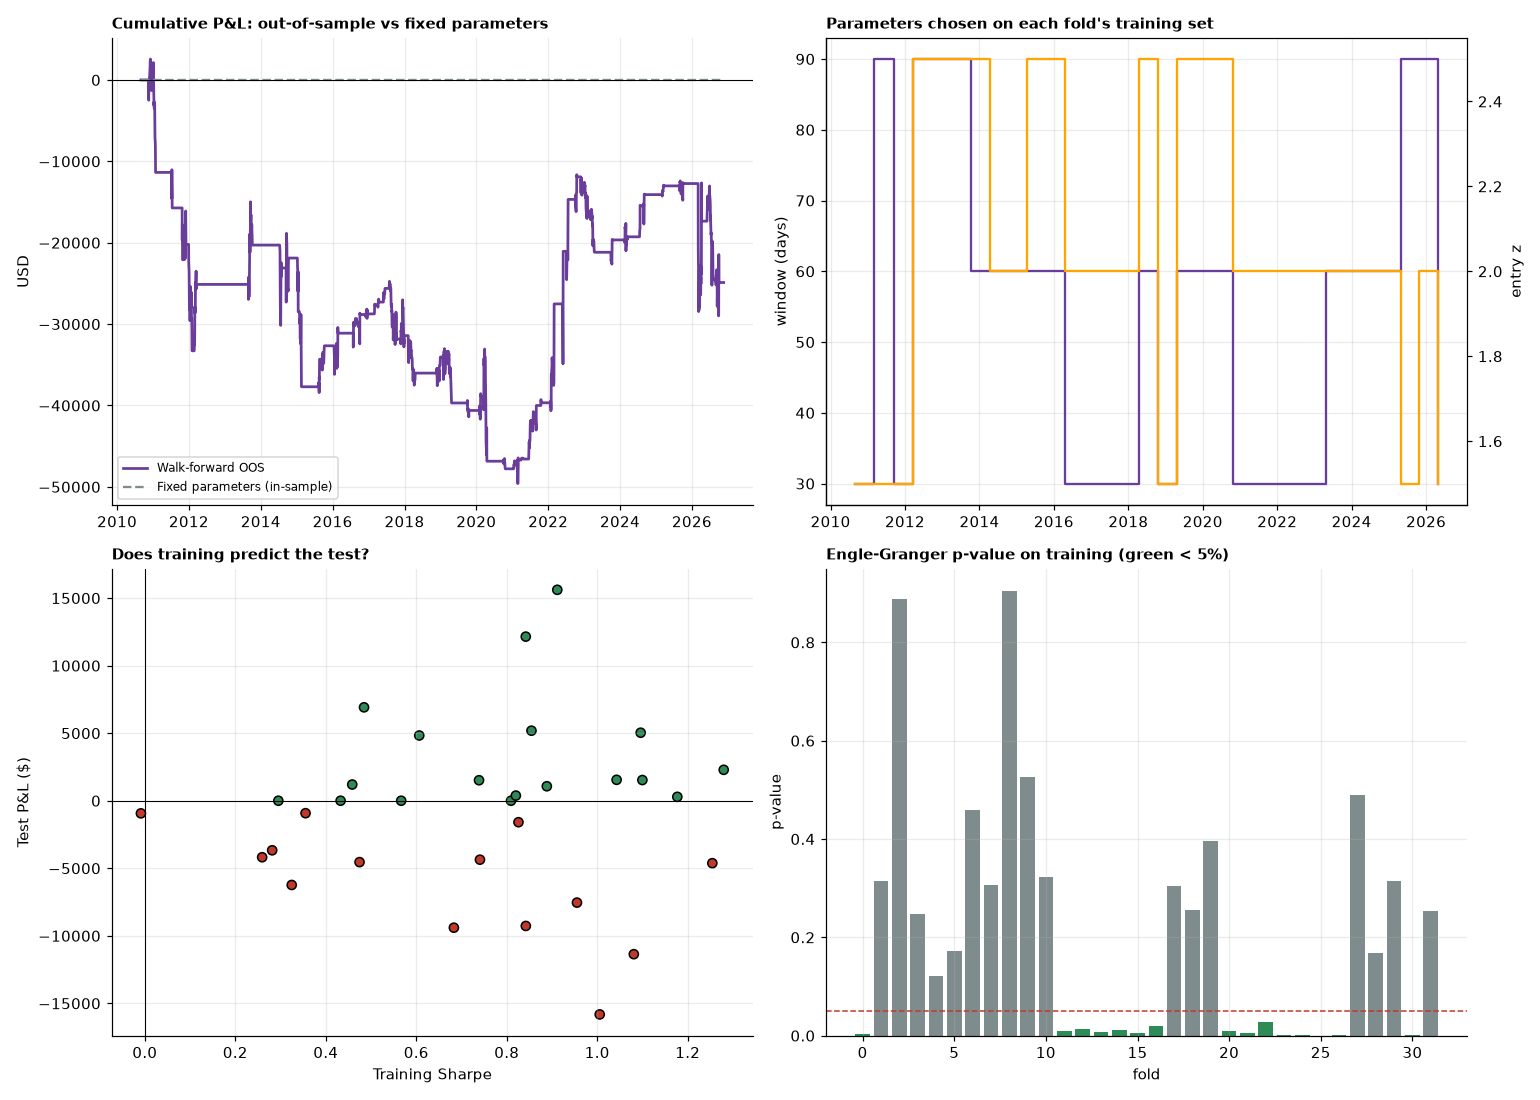 Cumulative P&L: out-of-sample vs fixed parameters
0
−10000
−20000
−30000
−40000
−50000
USD
Walk-forward OOS
Fixed parameters (in-sample)
2010 2012 2014 2016 2018 2020 2022 2024 2026
Parameters chosen on each fold's training set
90
80
70
60
50
40
30
window (days)
2.4
2.2
2.0
1.8
1.6
entry z
2010 2012 2014 2016 2018 2020 2022 2024 2026
Does training predict the test?
15000
10000
5000
0
−5000
−10000
−15000
Test P&L ($)
0.0 0.2 0.4 0.6 0.8 1.0 1.2
Training Sharpe
Engle-Granger p-value on training (green < 5%)
0.8
0.6
0.4
0.2
0.0
p-value
0 5 10 15 20 25 30
fold